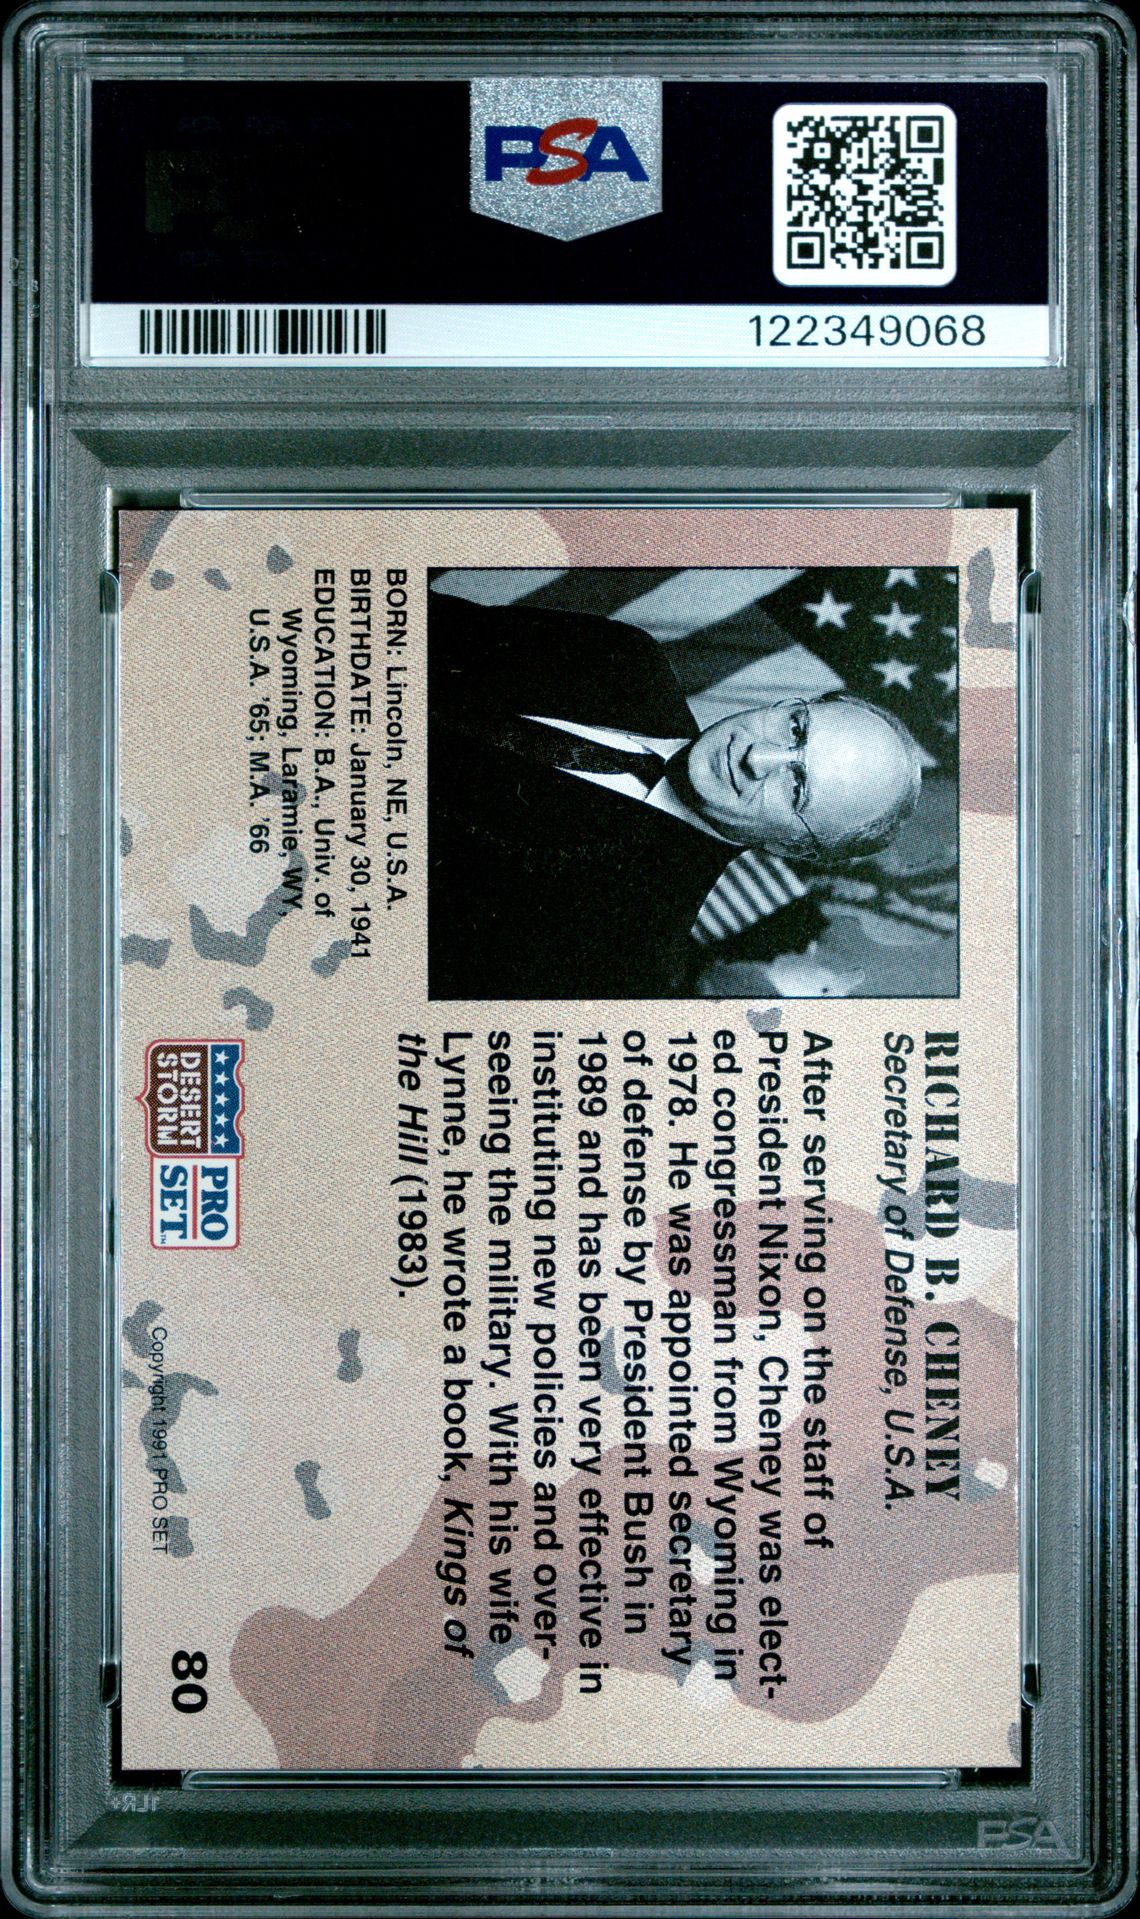 PSA
122349068
RICHARD B. CHENEY
Secretary of Defense, U.S.A.
After serving on the staff of
President Nixon, Cheney was elect-
ed congressman from Wyoming in
1978. He was appointed secretary
of defense by President Bush in
1989 and has been very effective in
instituting new policies and over-
seeing the military. With his wife
Lynne, he wrote a book, Kings of
the Hill (1983).
BORN: Lincoln, NE, U.S.A.
BIRTHDATE: January 30, 1941
EDUCATION: B.A., Univ. of
Wyoming, Laramie, WY,
U.S.A. '65; M.A. '66
DESERT
STORM
PRO
SET™
Copyright 1991 PRO SET
80
1LR+
PSA